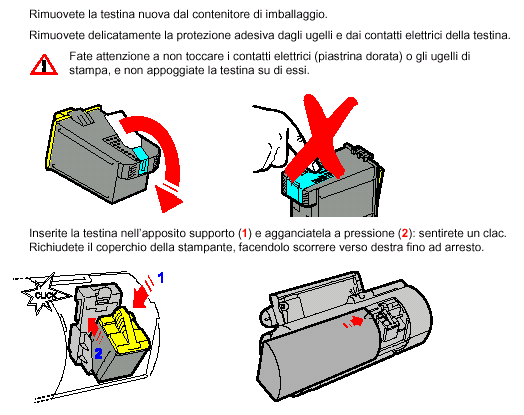 Rimuovete la testina nuova dal contenitore di imballaggio.
Rimuovete delicatamente la protezione adesiva dagli ugelli e dai contatti elettrici della testina.
Fate attenzione a non toccare i contatti elettrici (piastrina dorata) o gli ugelli di
stampa, e non appoggiate la testina su di essi.
Inserite la testina nell'apposito supporto (1) e agganciatela a pressione (2): sentirete un clac.
Richiudete il coperchio della stampante, facendolo scorrere verso destra fino ad arresto.
CLICK
1
2